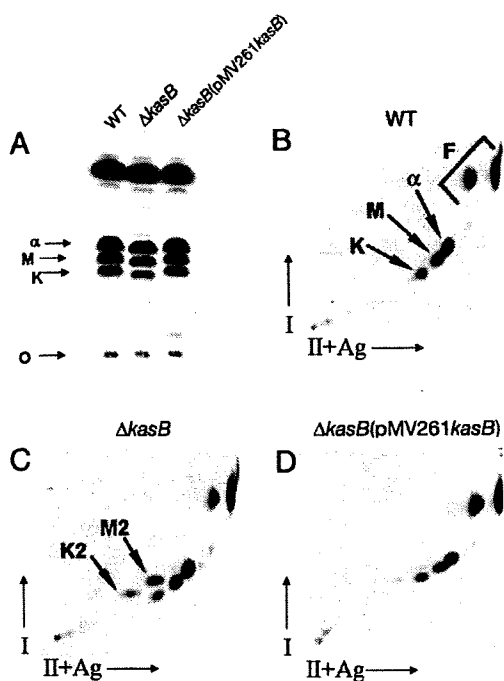 WT
ΔkasB
ΔkasB(pMV261kasB)
A
α
M
K
O
B
WT
F
α
M
K
I
II+Ag
C
ΔkasB
M2
K2
I
II+Ag
D
ΔkasB(pMV261kasB)
I
II+Ag